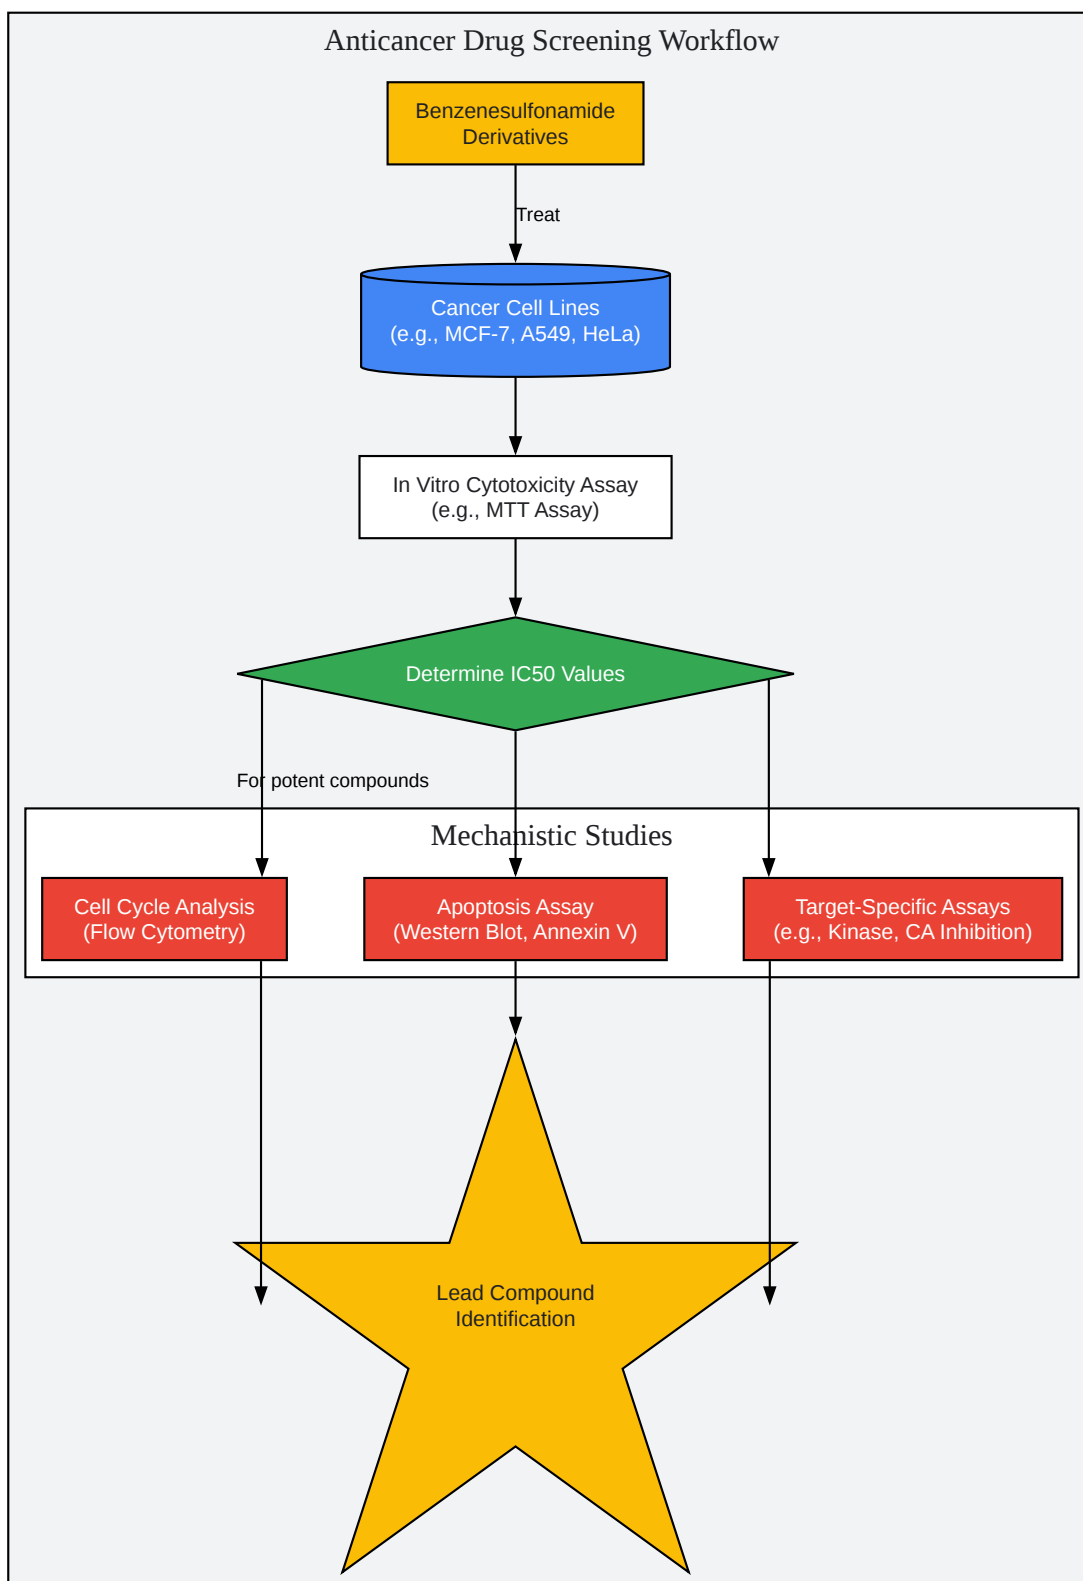 Anticancer Drug Screening Workflow
Benzenesulfonamide
Derivatives
Treat
Cancer Cell Lines
(e.g., MCF-7, A549, HeLa)
In Vitro Cytotoxicity Assay
(e.g., MTT Assay)
Determine IC50 Values
For potent compounds
Mechanistic Studies
Cell Cycle Analysis
(Flow Cytometry)
Apoptosis Assay
(Western Blot, Annexin V)
Target-Specific Assays
(e.g., Kinase, CA Inhibition)
Lead Compound
Identification